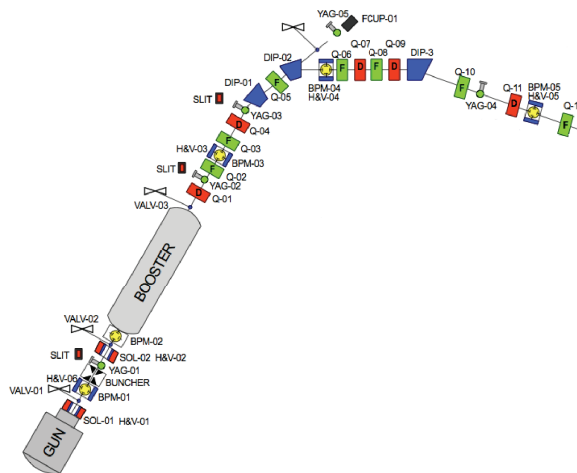 YAG-05
FCUP-01
Q-07
Q-09
DIP-02
Q-06
Q-08
DIP-3
F
D
F
D
Q-10
DIP-01
F
Q-05
BPM-04
H&V-04
F
YAG-04
Q-11
BPM-05
H&V-05
D
Q-1
F
SLIT
YAG-03
D
Q-04
H&V-03
F
Q-03
BPM-03
SLIT
F
Q-02
YAG-02
D
Q-01
VALV-03
BOOSTER
VALV-02
BPM-02
SLIT
SOL-02 H&V-02
YAG-01
H&V-06
BUNCHER
VALV-01
BPM-01
SOL-01 H&V-01
GUN